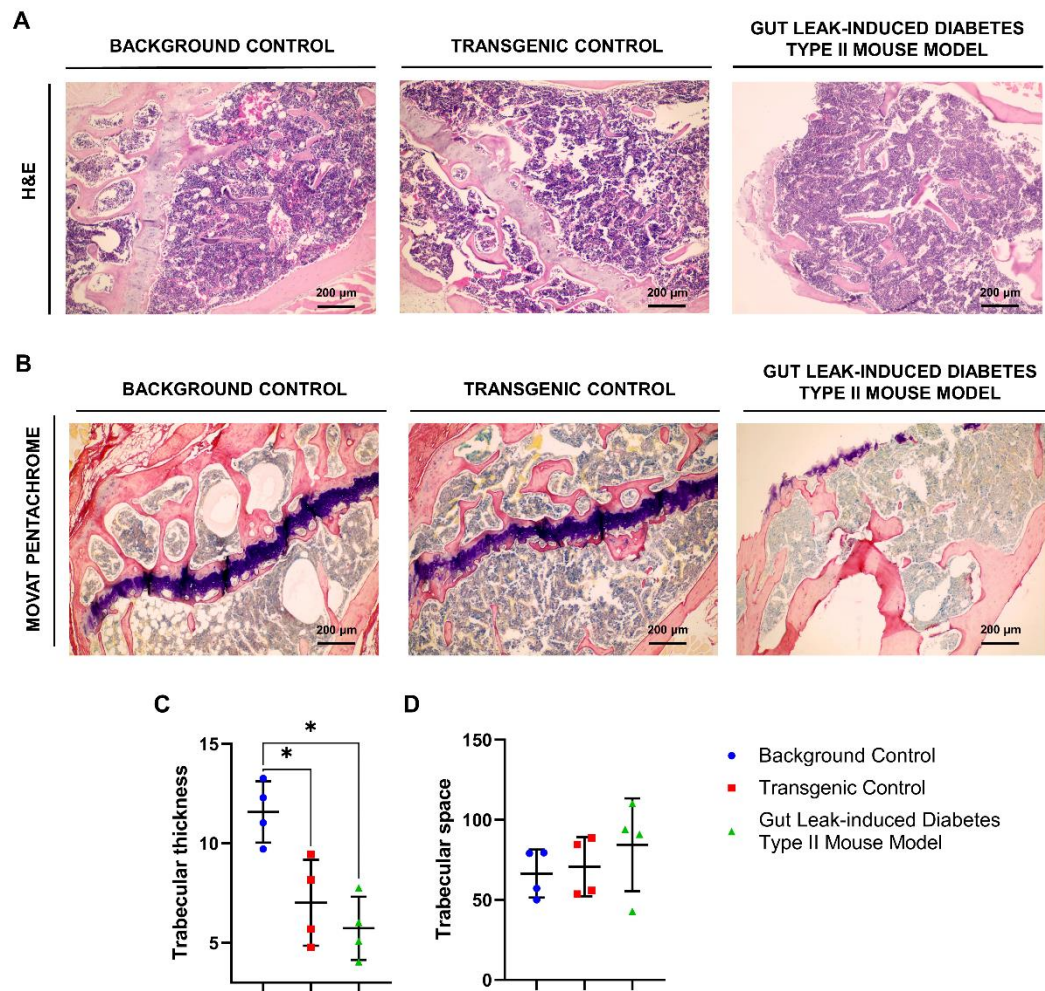 A
BACKGROUND CONTROL
TRANSGENIC CONTROL
GUT LEAK-INDUCED DIABETES
TYPE II MOUSE MODEL
H&E
200 µm
200 µm
200 µm
B
BACKGROUND CONTROL
TRANSGENIC CONTROL
GUT LEAK-INDUCED DIABETES
TYPE II MOUSE MODEL
MOVAT PENTACHROME
200 µm
200 µm
200 µm
C
Trabecular thickness
15
10
5
*
*
D
Trabecular space
150
100
50
0
Background Control
Transgenic Control
Gut Leak-induced Diabetes
Type II Mouse Model